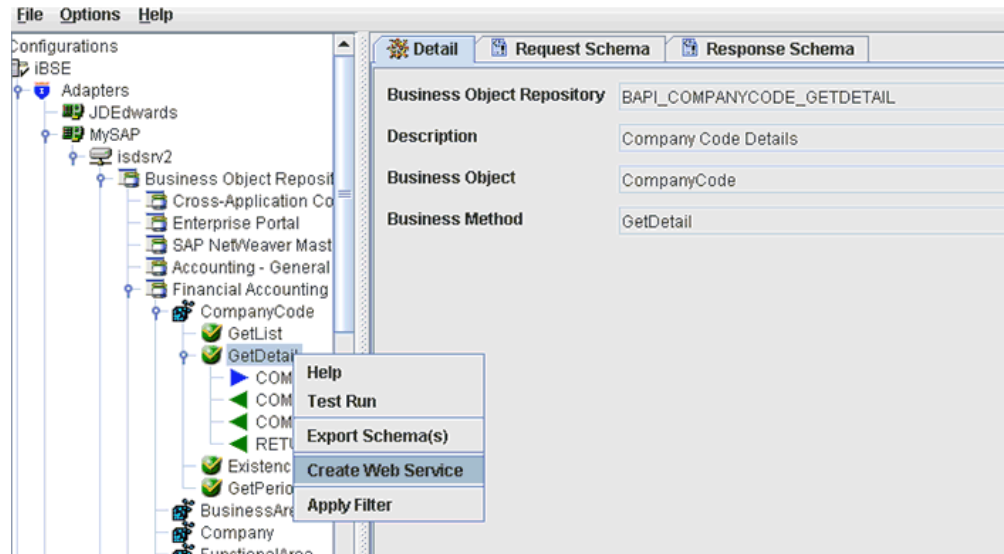 File Options Help
Configurations
iBSE
Adapters
JDEdwards
MySAP
isdsrv2
Business Object Reposit
Cross-Application Co
Enterprise Portal
SAP NetWeaver Mast
Accounting - General
Financial Accounting
CompanyCode
GetList
GetDetail
COM
COM
COM
RETU
Existenc
GetPerio
BusinessAre
Company
FunctionalArea
Help
Test Run
Export Schema(s)
Create Web Service
Apply Filter
Detail Request Schema Response Schema
Business Object Repository BAPI_COMPANYCODE_GETDETAIL
Description Company Code Details
Business Object CompanyCode
Business Method GetDetail